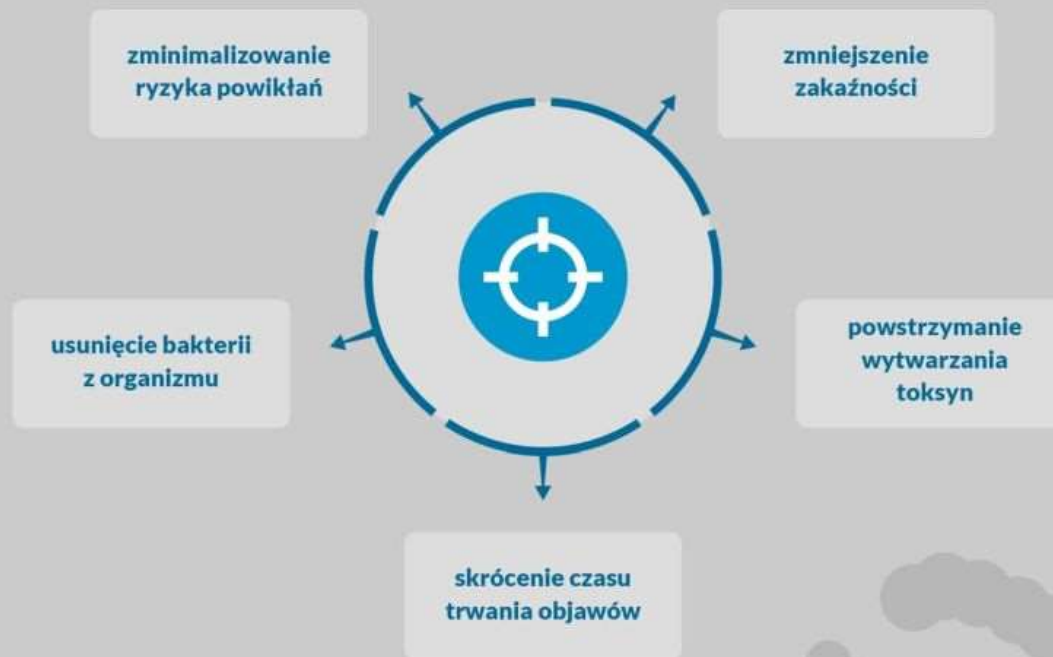 zminimalizowanie
ryzyka powikłań
zmniejszenie
zakaźności
usunięcie bakterii
z organizmu
powstrzymanie
wytwarzania
toksyn
skrócenie czasu
trwania objawów